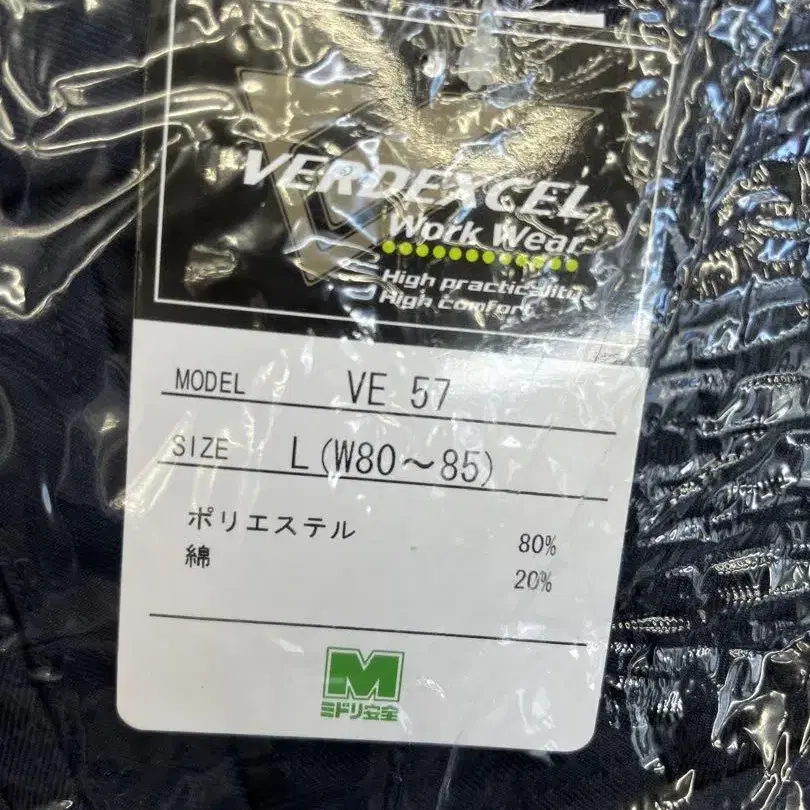 VERDEXCEL
Work Wear
High practicality
High comfort
MODEL VE 57
SIZE L(W80～85)
ポリエステル 80%
綿 20%
M
ミドリ安全